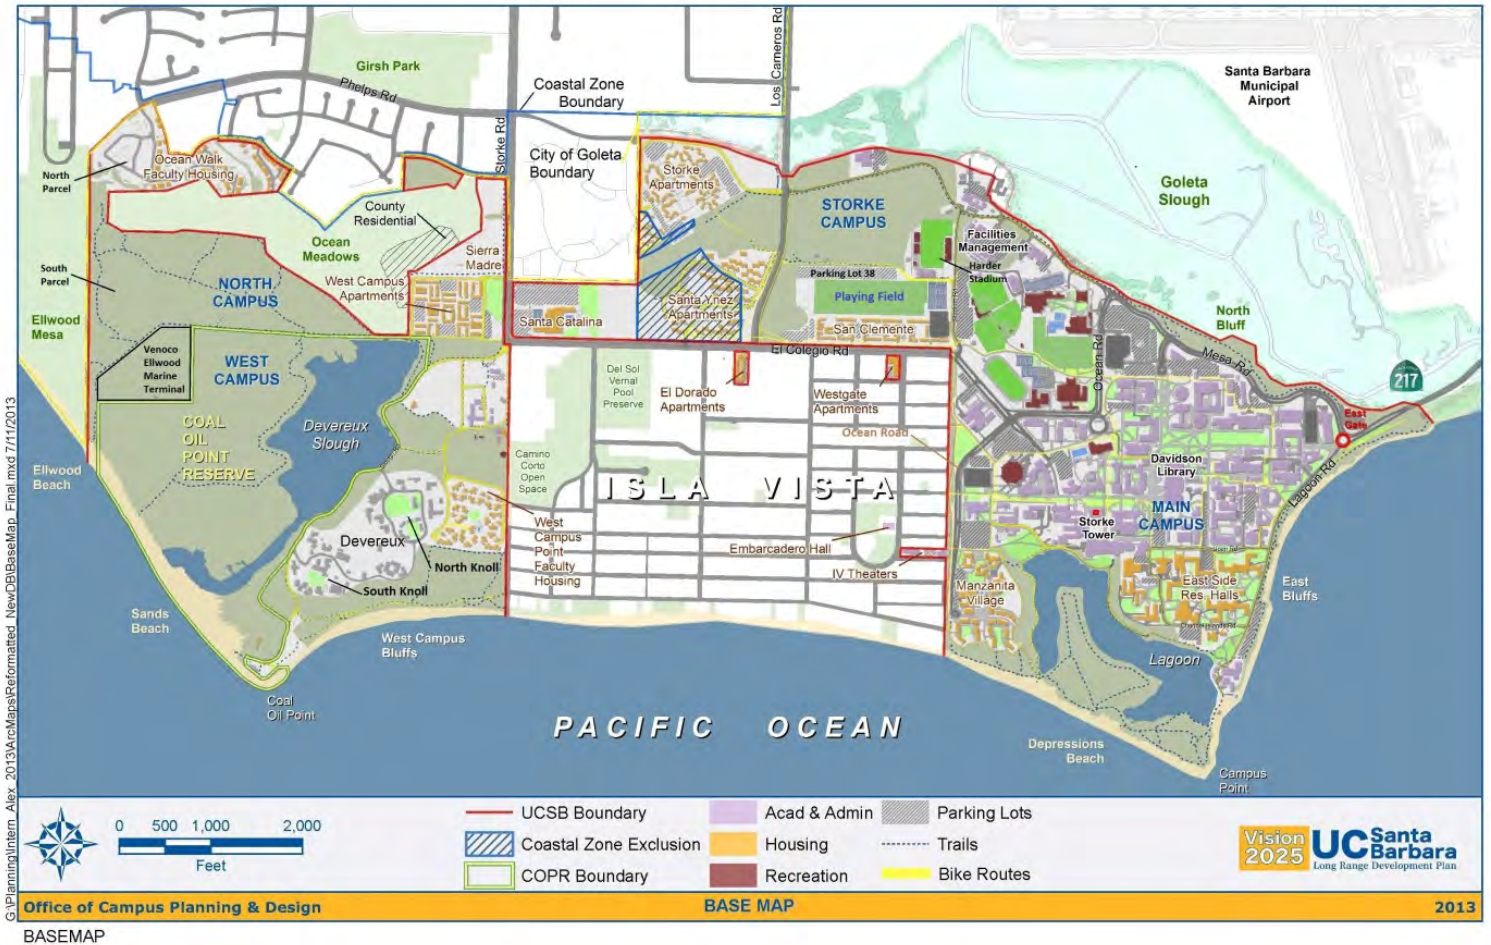 Girsh Park
Phelps Rd
Coastal Zone
Boundary
Storke Rd
Los Carneros Rd
Santa Barbara
Municipal
Airport
City of Goleta
Boundary
North
Parcel
Ocean Walk
Faculty Housing
County
Residential
Ocean
Meadows
Sierra
Madre
Storke
Apartments
STORKE
CAMPUS
Goleta
Slough
Facilities
Management
Harder
Stadium
South
Parcel
NORTH
CAMPUS
West Campus
Apartments
Parking Lot 38
Playing Field
Santa Ynez
Apartments
Santa Catalina
San Clemente
El Colegio Rd
North
Bluff
Ellwood
Mesa
Venoco
Ellwood
Marine
Terminal
WEST
CAMPUS
Ocean Rd
Mesa Rd
217
East
Gate
Del Sol
Vernal
Pool
Preserve
El Dorado
Apartments
Westgate
Apartments
Ocean Road
COAL
OIL
POINT
RESERVE
Devereux
Slough
Ellwood
Beach
Camino
Corto
Open
Space
ISLA VISTA
Davidson
Library
Lagoon Rd
MAIN
CAMPUS
Storke
Tower
Devereux
North Knoll
South Knoll
West
Campus
Point
Faculty
Housing
Embarcadero Hall
IV Theaters
Manzanita
Village
East Side
Res. Halls
East
Bluffs
Sands
Beach
West Campus
Bluffs
Lagoon
Coal
Oil Point
PACIFIC OCEAN
Depressions
Beach
Campus
Point
G:\Planning\Intern_Alex_2013\ArcMaps\Reformatted_NewDB\BaseMap_Final.mxd 7/11/2013
0 500 1,000 2,000
Feet
UCSB Boundary
Coastal Zone Exclusion
COPR Boundary
Acad & Admin
Housing
Recreation
Parking Lots
Trails
Bike Routes
Vision
2025
UC Santa
Barbara
Long Range Development Plan
Office of Campus Planning & Design
BASE MAP
2013
BASEMAP